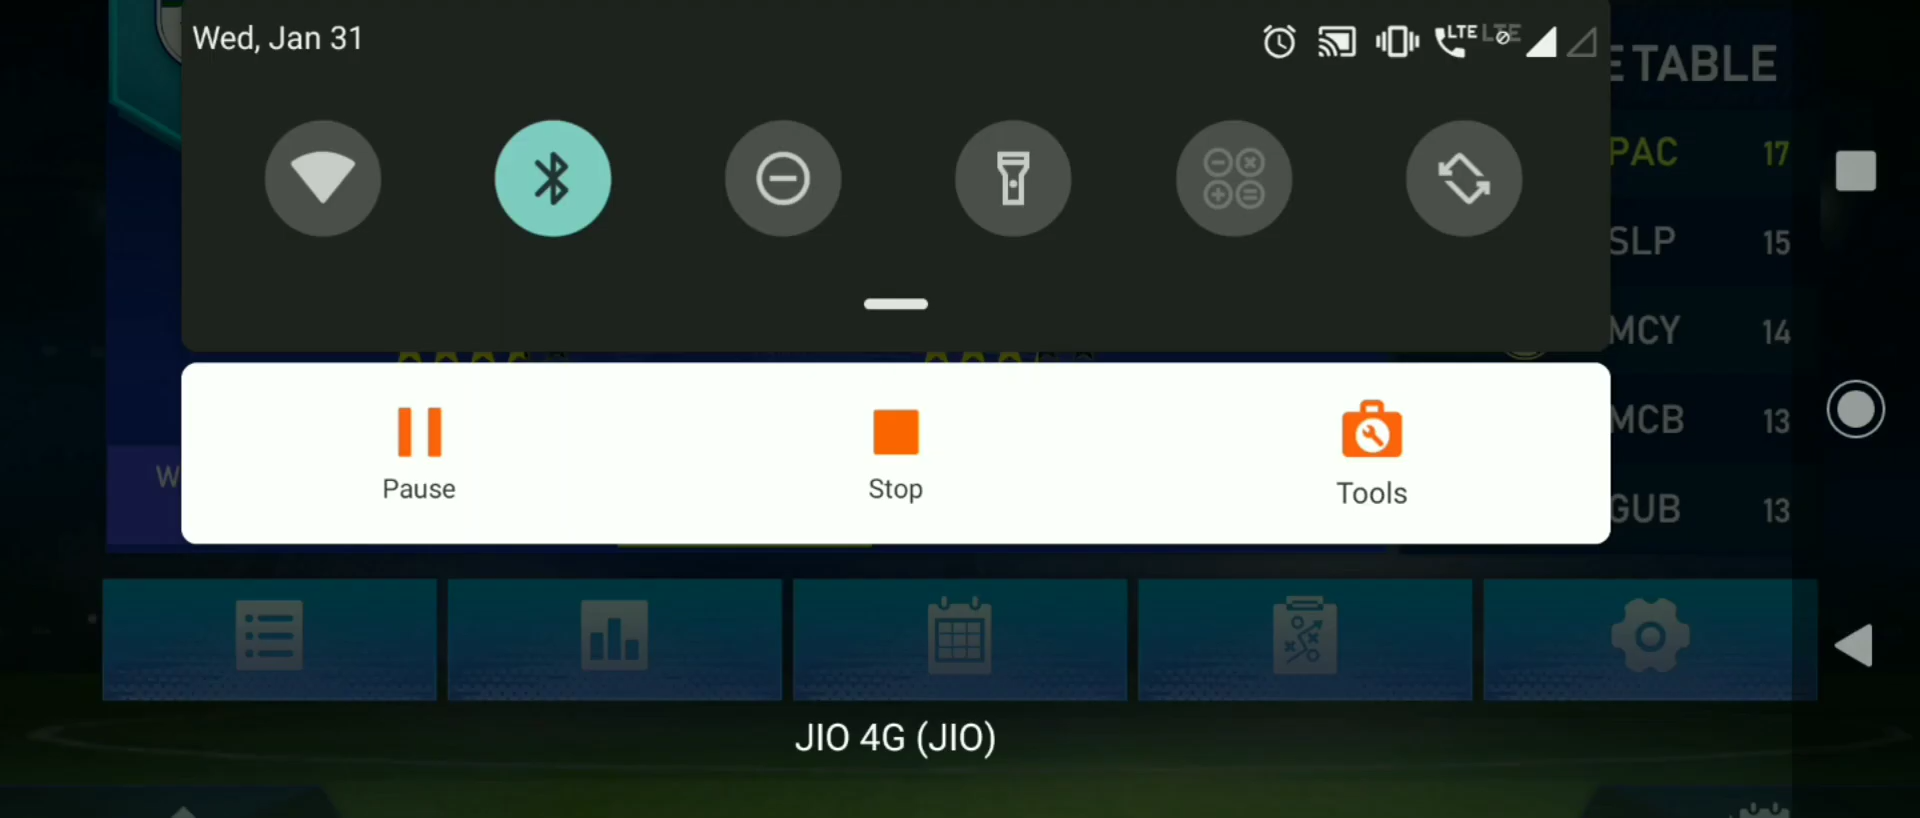 Wed, Jan 31
LTE LTE
E TABLE
PAC 17
SLP 15
MCY 14
MCB 13
GUB 13
W
Pause
Stop
Tools
JIO 4G (JIO)